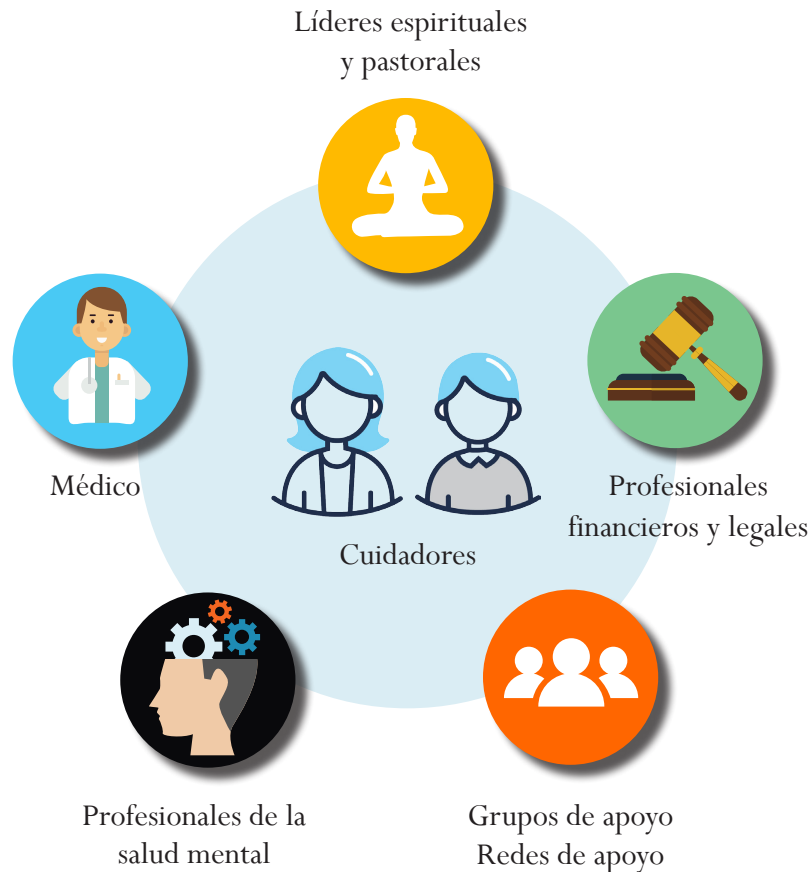 Líderes espirituales
y pastorales
Médico
Profesionales
financieros y legales
Cuidadores
Profesionales de la
salud mental
Grupos de apoyo
Redes de apoyo